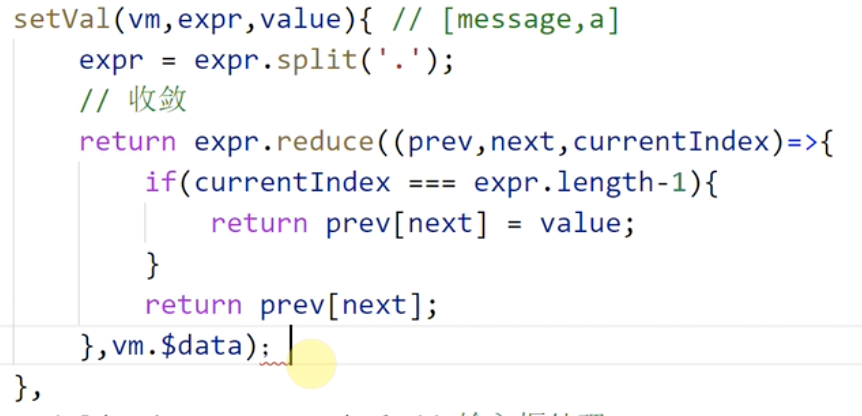 setVal(vm,expr,value){ // [message,a]
expr = expr.split('.');
// 收敛
return expr.reduce((prev,next,currentIndex)=>{
if(currentIndex === expr.length-1){
return prev[next] = value;
}
return prev[next];
},vm.$data);
},